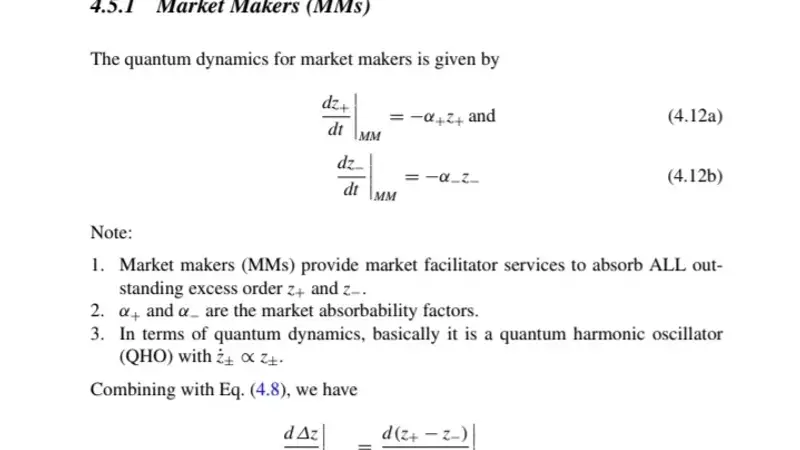 4.5.1 Market Makers (MMs)
The quantum dynamics for market makers is given by
dz₊/dt |MM = −α₊z₊ and (4.12a)
dz₋/dt |MM = −α₋z₋ (4.12b)
Note:
1. Market makers (MMs) provide market facilitator services to absorb ALL out-
standing excess order z₊ and z₋.
2. α₊ and α₋ are the market absorbability factors.
3. In terms of quantum dynamics, basically it is a quantum harmonic oscillator
(QHO) with ż± ∝ z±.
Combining with Eq. (4.8), we have
dΔz| = d(z₊ − z₋)|